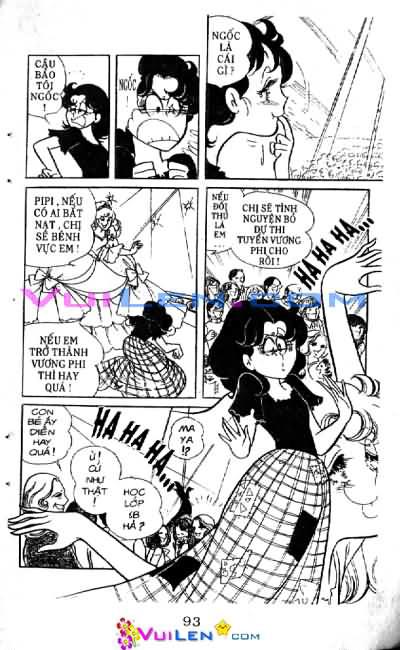 CẬU
BẢO
TÔI
NGỐC!
NGỐC
NGỐC
LÀ
CÁI
GÌ?
PIPI, NẾU
CÓ AI BẮT
NẠT, CHỊ
SẼ BÊNH
VỰC EM!
NẾU EM
TRỞ THÀNH
VƯƠNG PHI
THÌ HAY
QUÁ!
NẾU
ĐỐI
THỦ
LÀ
EM...
CHỊ SẼ TÌNH
NGUYỆN BỎ
DỰ THI
TUYỂN VƯƠNG
PHI CHO
RỒI!
HA HA HA...
VUILEN.COM
CON
BÉ ẤY
DIỄN
HAY
QUÁ!
HA HA HA...
Ừ!
CỨ
NHƯ
THẬT!
HỌC
LỚP
8B
HẢ?
MA
YA
!?
93
VUILEN COM